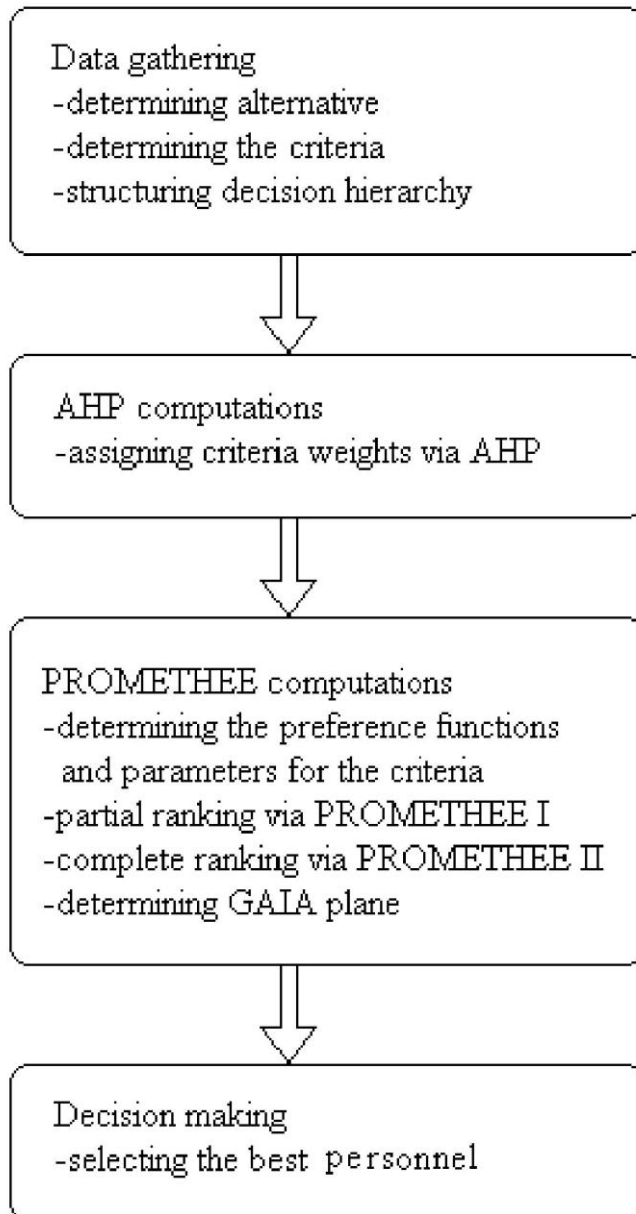 Data gathering
-determining alternative
-determining the criteria
-structuring decision hierarchy
AHP computations
-assigning criteria weights via AHP
PROMETHEE computations
-determining the preference functions
and parameters for the criteria
-partial ranking via PROMETHEE I
-complete ranking via PROMETHEE II
-determining GAIA plane
Decision making
-selecting the best personnel